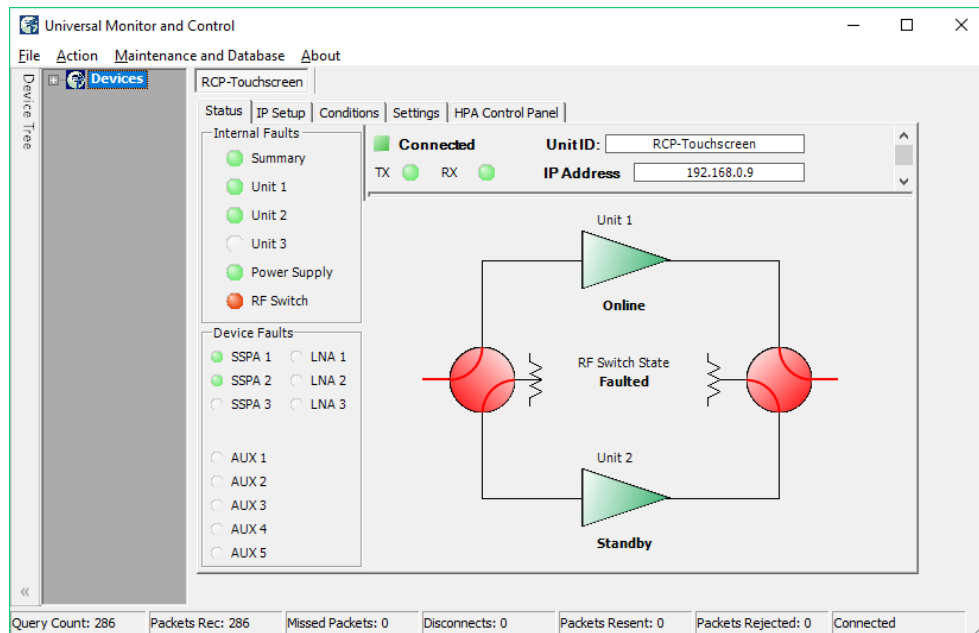 Universal Monitor and Control
File Action Maintenance and Database About
Device Tree
Devices
RCP-Touchscreen
Status IP Setup Conditions Settings HPA Control Panel
Internal Faults
Summary
Unit 1
Unit 2
Unit 3
Power Supply
RF Switch
Device Faults
SSPA 1 LNA 1
SSPA 2 LNA 2
SSPA 3 LNA 3
AUX 1
AUX 2
AUX 3
AUX 4
AUX 5
Connected Unit ID: RCP-Touchscreen
TX RX IP Address 192.168.0.9
Unit 1
Online
RF Switch State
Faulted
Unit 2
Standby
Query Count: 286 Packets Rec: 286 Missed Packets: 0 Disconnects: 0 Packets Resent: 0 Packets Rejected: 0 Connected